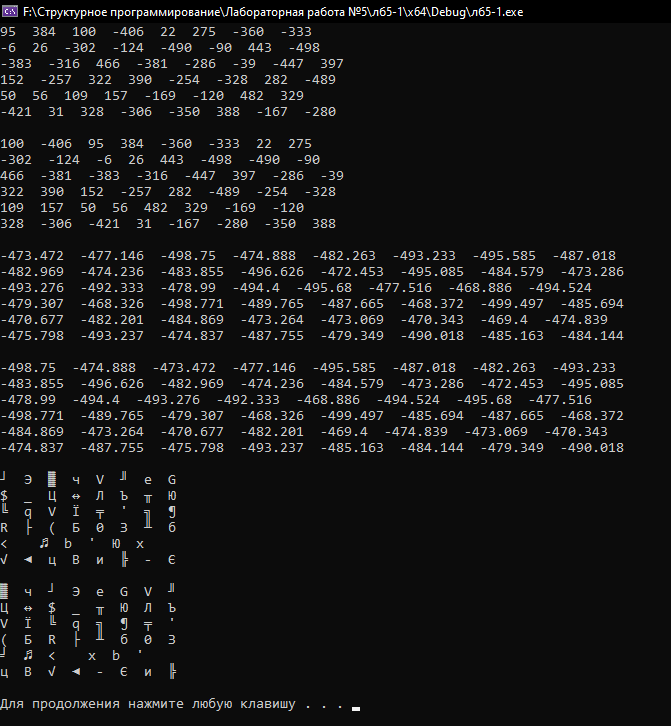 F:\Структурное программирование\Лабораторная работа №5\лб5-1\x64\Debug\лб5-1.exe
95 384 100 -406 22 275 -360 -333
-6 26 -302 -124 -490 -90 443 -498
-383 -316 466 -381 -286 -39 -447 397
152 -257 322 390 -254 -328 282 -489
50 56 109 157 -169 -120 482 329
-421 31 328 -306 -350 388 -167 -280
100 -406 95 384 -360 -333 22 275
-302 -124 -6 26 443 -498 -490 -90
466 -381 -383 -316 -447 397 -286 -39
322 390 152 -257 282 -489 -254 -328
109 157 50 56 482 329 -169 -120
328 -306 -421 31 -167 -280 -350 388
-473.472 -477.146 -498.75 -474.888 -482.263 -493.233 -495.585 -487.018
-482.969 -474.236 -483.855 -496.626 -472.453 -495.085 -484.579 -473.286
-493.276 -492.333 -478.99 -494.4 -495.68 -477.516 -468.886 -494.524
-479.307 -468.326 -498.771 -489.765 -487.665 -468.372 -499.497 -485.694
-470.677 -482.201 -484.869 -473.264 -473.069 -470.343 -469.4 -474.839
-475.798 -493.237 -474.837 -487.755 -479.349 -490.018 -485.163 -484.144
-498.75 -474.888 -473.472 -477.146 -495.585 -487.018 -482.263 -493.233
-483.855 -496.626 -482.969 -474.236 -484.579 -473.286 -472.453 -495.085
-478.99 -494.4 -493.276 -492.333 -468.886 -494.524 -495.68 -477.516
-498.771 -489.765 -479.307 -468.326 -499.497 -485.694 -487.665 -468.372
-484.869 -473.264 -470.677 -482.201 -469.4 -474.839 -473.069 -470.343
-474.837 -487.755 -475.798 -493.237 -485.163 -484.144 -479.349 -490.018
┘ Э ▓ ч V ╜ е G
$ _ Ц ↔ Л Ъ ╥ Ю
╚ q V Ï ╤ ' ╗ ¶
R ├ ( Б 0 З ╨ б
< ♬ b ' Ю x
√ ◄ ц В и ╠ - Є
▓ ч ┘ Э е G V ╜
Ц ↔ $ _ ╥ Ю Л Ъ
V Ï ╚ q ╗ ¶ ╤ '
( Б R ├ ╨ б 0 З
╛ ♬ < x b '
ц В √ ◄ - Є и ╠
Для продолжения нажмите любую клавишу . . .